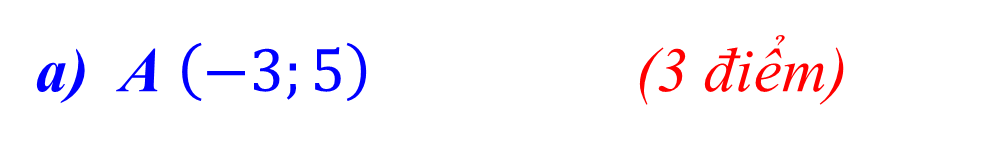 a) A (−3; 5) (3 điểm)